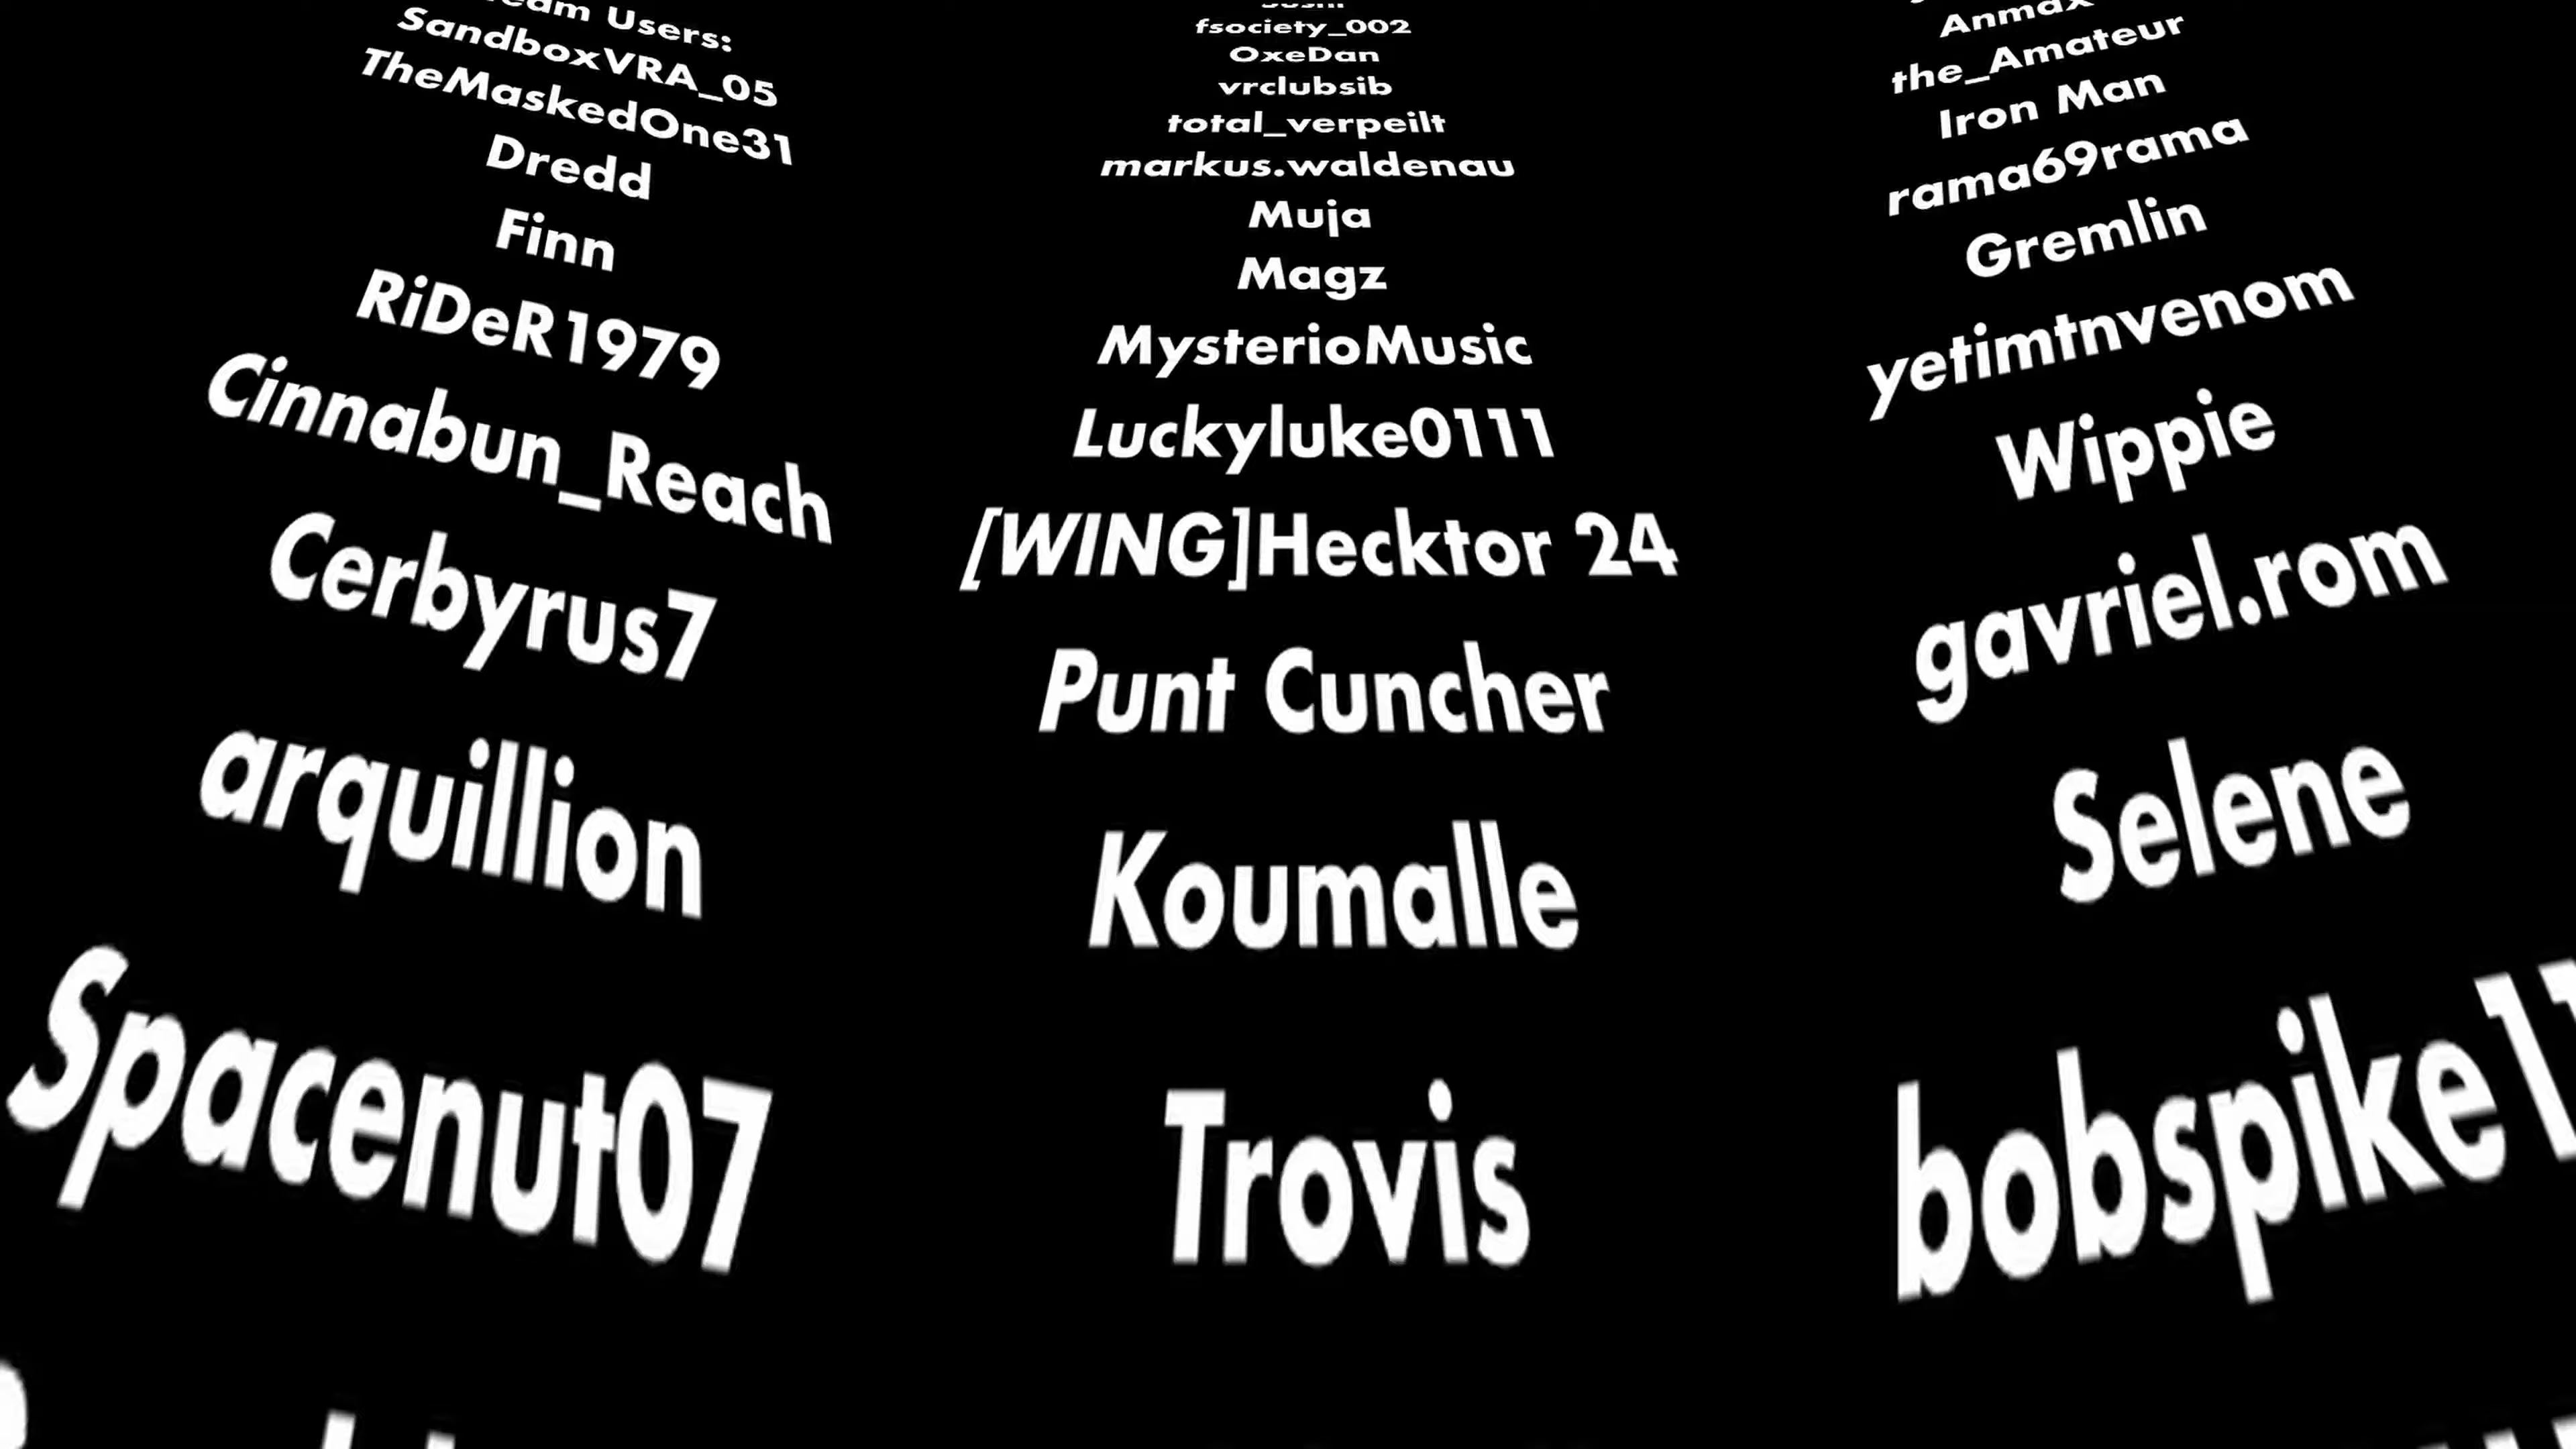 Users:
SandboxVRA_05
TheMaskedOne31
Dredd
Finn
RiDeR1979
Cinnabun_Reach
Cerbyrus7
arquillion
Spacenut07
fsociety_002
OxeDan
vrclubsib
total_verpeilt
markus.waldenau
Muja
Magz
MysterioMusic
Luckyluke0111
[WING]Hecktor 24
Punt Cuncher
Koumalle
Trovis
Anmax
the_Amateur
Iron Man
rama69rama
Gremlin
yetimtnvenom
Wippie
gavriel.rom
Selene